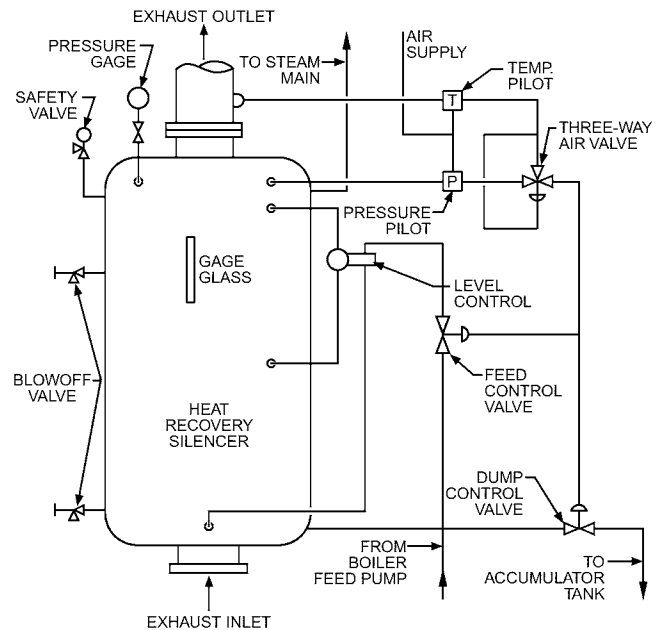 EXHAUST OUTLET
PRESSURE
GAGE
TO STEAM
MAIN
AIR
SUPPLY
TEMP.
PILOT
SAFETY
VALVE
T
THREE-WAY
AIR VALVE
P
PRESSURE
PILOT
GAGE
GLASS
LEVEL
CONTROL
BLOWOFF
VALVE
FEED
CONTROL
VALVE
HEAT
RECOVERY
SILENCER
DUMP
CONTROL
VALVE
FROM
BOILER
FEED PUMP
TO
ACCUMULATOR
TANK
EXHAUST INLET